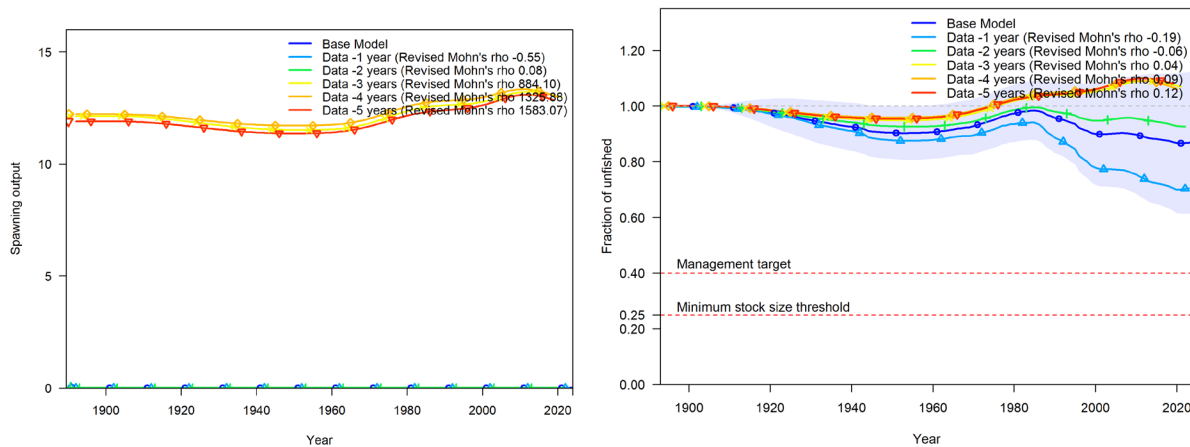 Base Model
Data -1 year (Revised Mohn's rho -0.55)
Data -2 years (Revised Mohn's rho 0.08)
Data -3 years (Revised Mohn's rho 884.10)
Data -4 years (Revised Mohn's rho 1325.88)
Data -5 years (Revised Mohn's rho 1583.07)
Spawning output
15
10
5
0
1900
1920
1940
1960
1980
2000
2020
Year
Base Model
Data -1 year (Revised Mohn's rho -0.19)
Data -2 years (Revised Mohn's rho -0.06)
Data -3 years (Revised Mohn's rho 0.04)
Data -4 years (Revised Mohn's rho 0.09)
Data -5 years (Revised Mohn's rho 0.12)
Fraction of unfished
1.20
1.00
0.80
0.60
0.40
0.25
0.20
0.00
Management target
Minimum stock size threshold
1900
1920
1940
1960
1980
2000
2020
Year